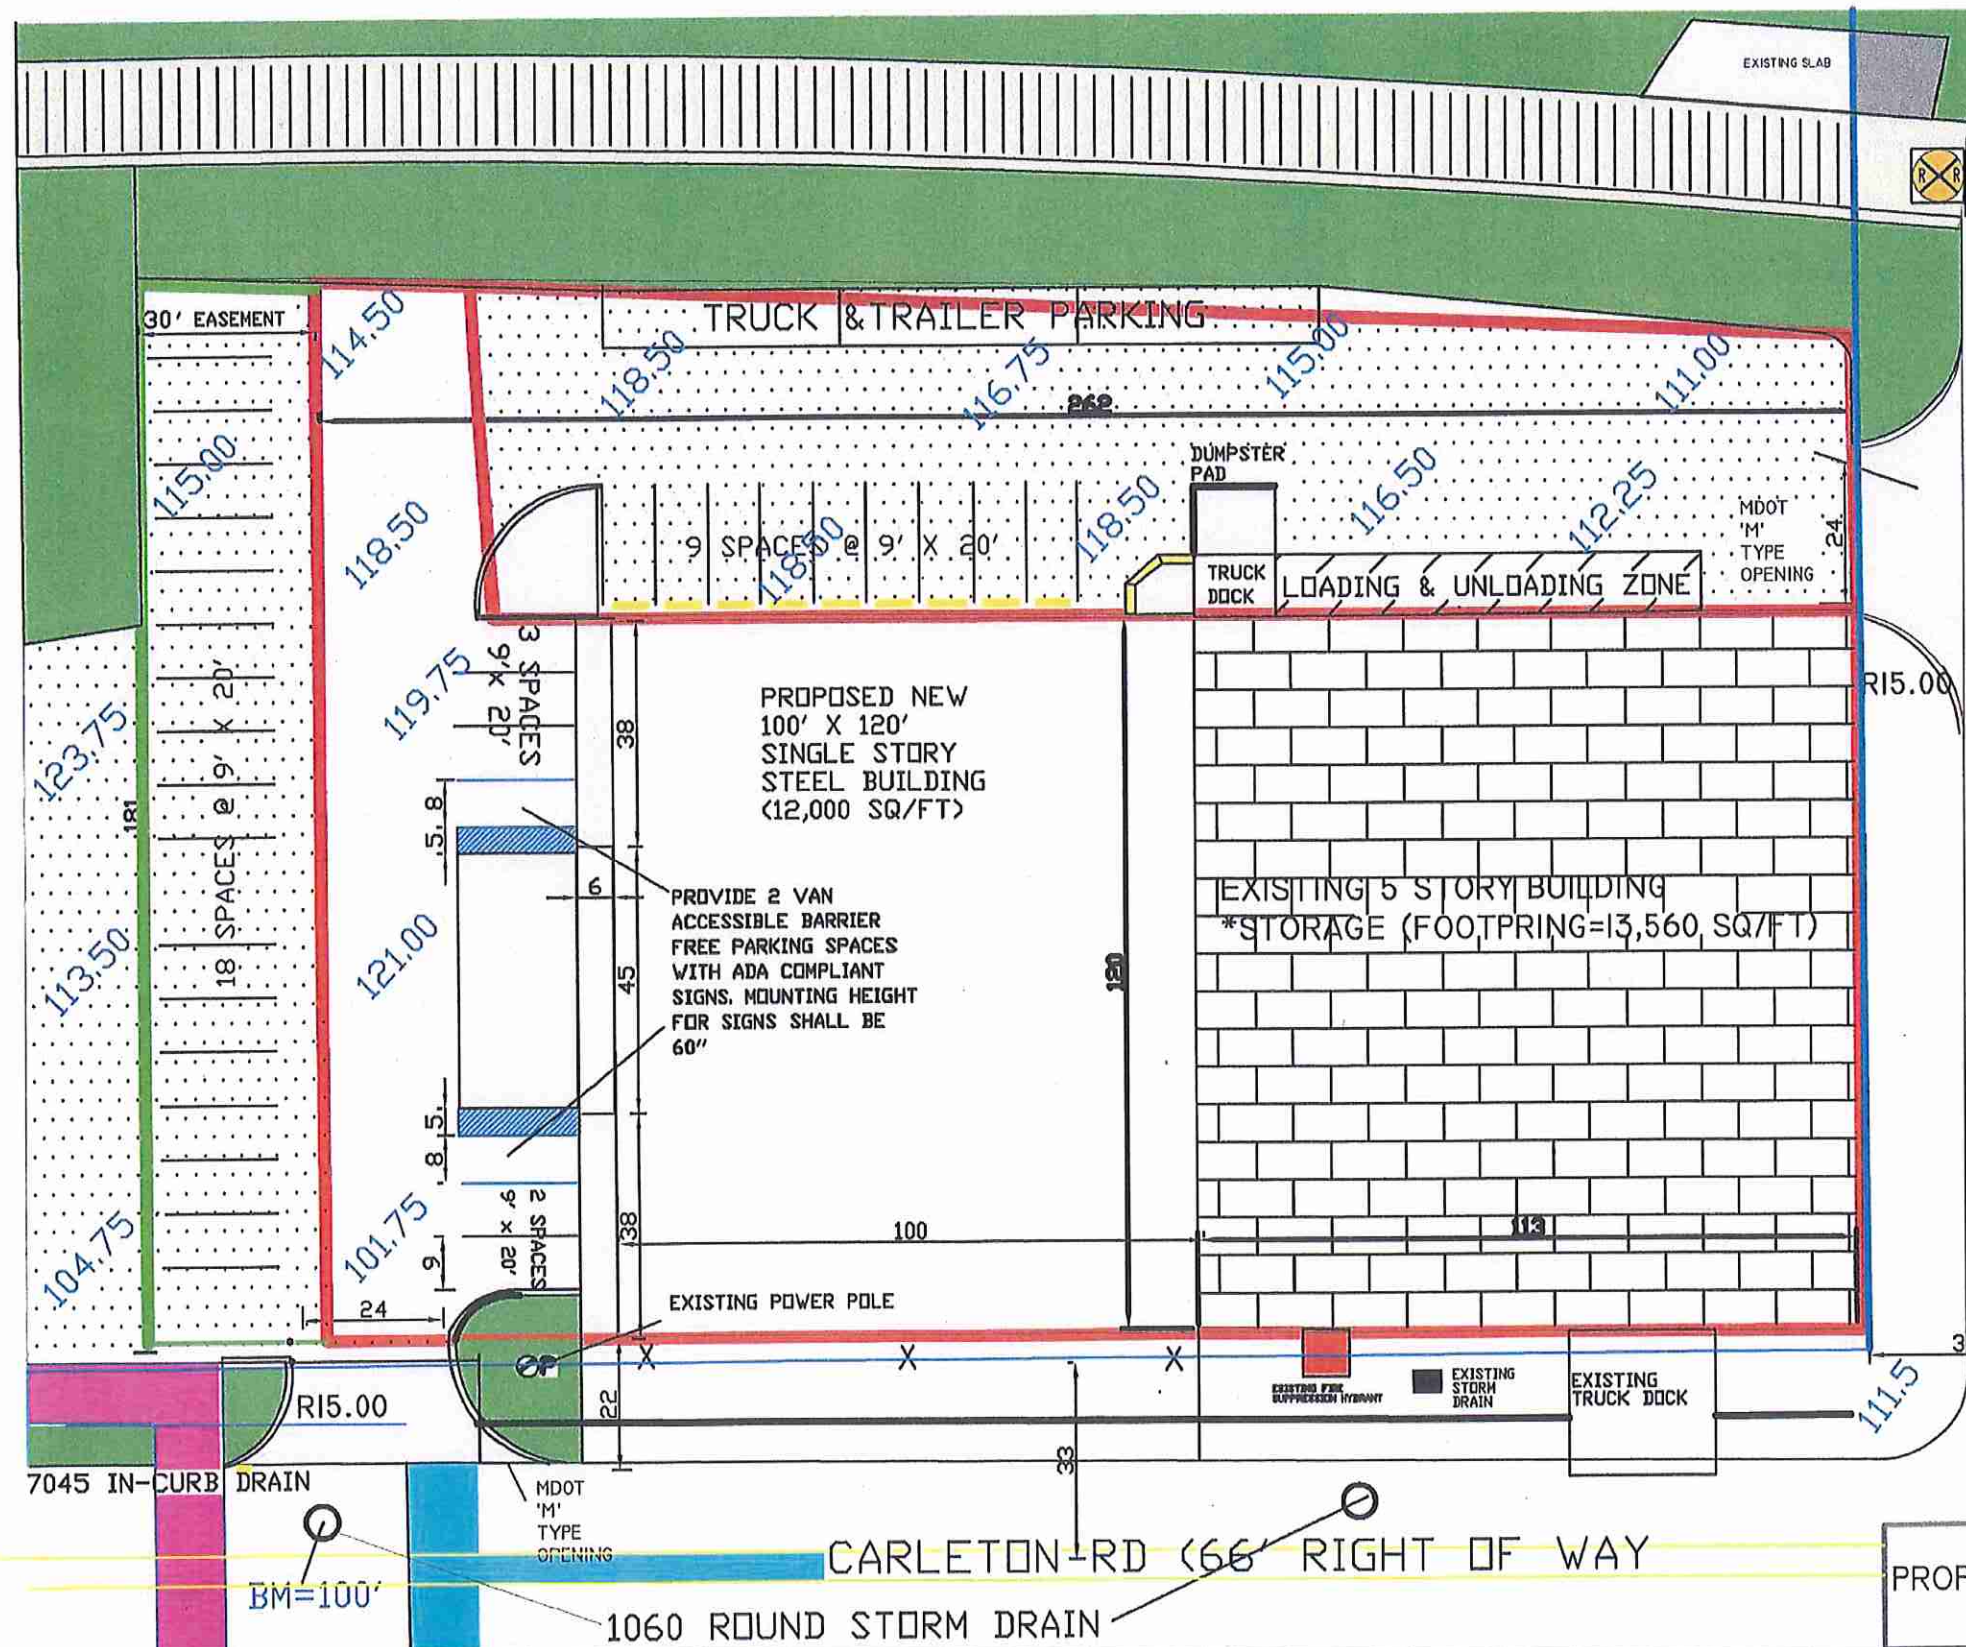 EXISTING SLAB
R R
30' EASEMENT
114.50
TRUCK & TRAILER PARKING
118.50
116.75
115.00
111.00
262
115.00
118.50
DUMPSTER
PAD
9 SPACED @ 9' X 20'
118.50
118.50
116.50
112.25
MDOT
'M'
TYPE
OPENING
24
TRUCK
DOCK
LOADING & UNLOADING ZONE
3 SPACES
9' X 20'
119.75
38
PROPOSED NEW
100' X 120'
SINGLE STORY
STEEL BUILDING
(12,000 SQ/FT)
R15.00
123.75
181
18 SPACES @ 9' X 20'
8
5
6
PROVIDE 2 VAN
ACCESSIBLE BARRIER
FREE PARKING SPACES
WITH ADA COMPLIANT
SIGNS. MOUNTING HEIGHT
FOR SIGNS SHALL BE
60"
EXISTING 5 STORY BUILDING
*STORAGE (FOOTPRING=13,560 SQ/FT)
113.50
121.00
45
120
5
8
104.75
101.75
2 SPACES
9' X 20'
9
38
100
113
24
EXISTING POWER POLE
P
X X X
EXISTING FIRE
SUPPRESSION HYDRANT
EXISTING
STORM
DRAIN
EXISTING
TRUCK DOCK
3
111.5
R15.00
22
33
7045 IN-CURB DRAIN
MDOT
'M'
TYPE
OPENING
BM=100'
CARLETON RD (66' RIGHT OF WAY
1060 ROUND STORM DRAIN
PROP